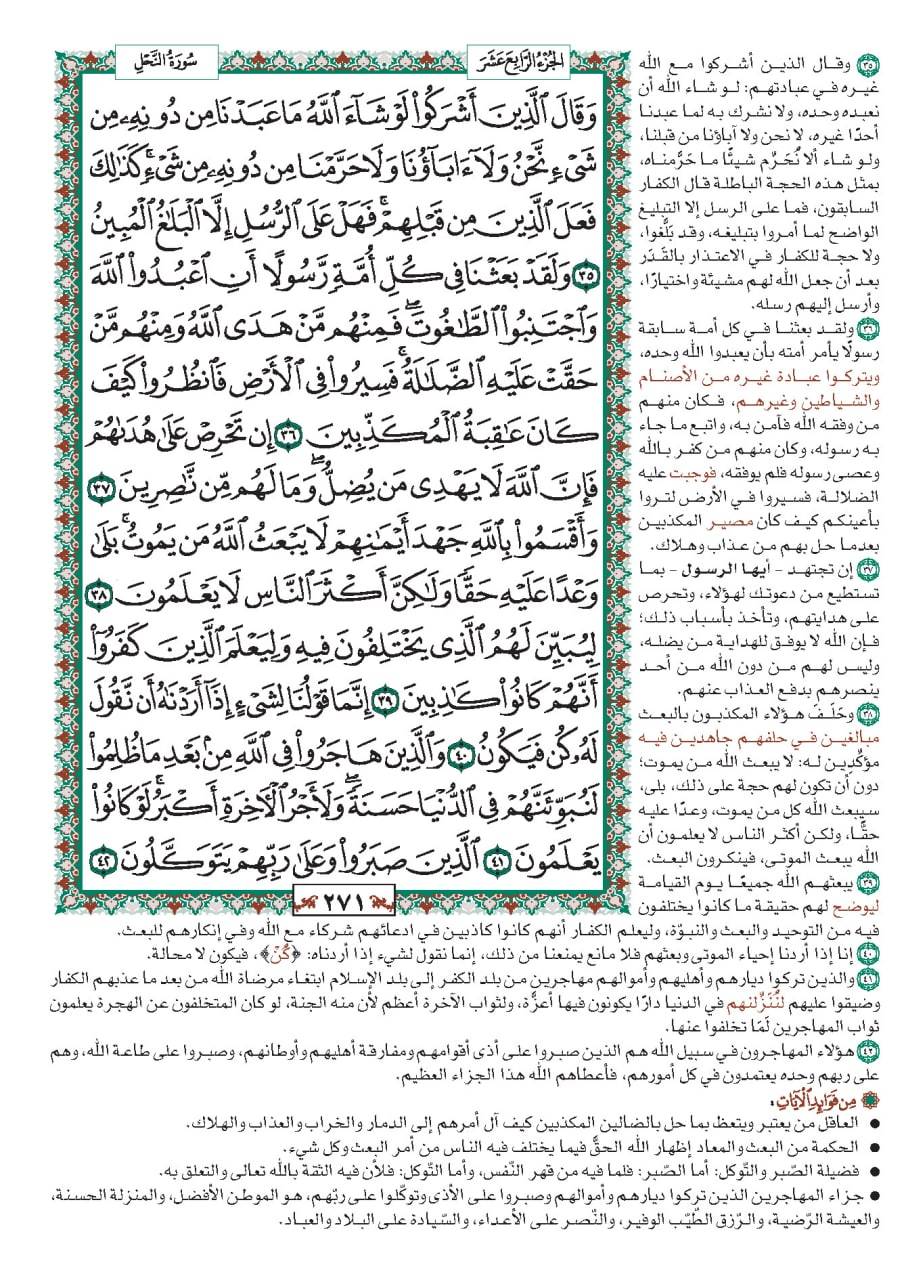 الجزء الرابع عشر
سورة النحل
وَقَالَ ٱلَّذِينَ أَشْرَكُوا۟ لَوْ شَآءَ ٱللَّهُ مَا عَبَدْنَا مِن دُونِهِۦ مِن
شَىْءٍ نَّحْنُ وَلَآ ءَابَآؤُنَا وَلَا حَرَّمْنَا مِن دُونِهِۦ مِن شَىْءٍ ۚ كَذَٰلِكَ
فَعَلَ ٱلَّذِينَ مِن قَبْلِهِمْ ۚ فَهَلْ عَلَى ٱلرُّسُلِ إِلَّا ٱلْبَلَٰغُ ٱلْمُبِينُ
٣٥ وَلَقَدْ بَعَثْنَا فِى كُلِّ أُمَّةٍ رَّسُولًا أَنِ ٱعْبُدُوا۟ ٱللَّهَ
وَٱجْتَنِبُوا۟ ٱلطَّٰغُوتَ ۖ فَمِنْهُم مَّنْ هَدَى ٱللَّهُ وَمِنْهُم مَّنْ
حَقَّتْ عَلَيْهِ ٱلضَّلَٰلَةُ ۚ فَسِيرُوا۟ فِى ٱلْأَرْضِ فَٱنظُرُوا۟ كَيْفَ
كَانَ عَٰقِبَةُ ٱلْمُكَذِّبِينَ ٣٦ إِن تَحْرِصْ عَلَىٰ هُدَىٰهُمْ
فَإِنَّ ٱللَّهَ لَا يَهْدِى مَن يُضِلُّ ۖ وَمَا لَهُم مِّن نَّٰصِرِينَ ٣٧
وَأَقْسَمُوا۟ بِٱللَّهِ جَهْدَ أَيْمَٰنِهِمْ ۙ لَا يَبْعَثُ ٱللَّهُ مَن يَمُوتُ ۚ بَلَىٰ
وَعْدًا عَلَيْهِ حَقًّا وَلَٰكِنَّ أَكْثَرَ ٱلنَّاسِ لَا يَعْلَمُونَ ٣٨
لِيُبَيِّنَ لَهُمُ ٱلَّذِى يَخْتَلِفُونَ فِيهِ وَلِيَعْلَمَ ٱلَّذِينَ كَفَرُوٓا۟
أَنَّهُمْ كَانُوا۟ كَٰذِبِينَ ٣٩ إِنَّمَا قَوْلُنَا لِشَىْءٍ إِذَآ أَرَدْنَٰهُ أَن نَّقُولَ
لَهُۥ كُن فَيَكُونُ ٤٠ وَٱلَّذِينَ هَاجَرُوا۟ فِى ٱللَّهِ مِنۢ بَعْدِ مَا ظُلِمُوا۟
لَنُبَوِّئَنَّهُمْ فِى ٱلدُّنْيَا حَسَنَةً ۖ وَلَأَجْرُ ٱلْءَاخِرَةِ أَكْبَرُ ۚ لَوْ كَانُوا۟
يَعْلَمُونَ ٤١ ٱلَّذِينَ صَبَرُوا۟ وَعَلَىٰ رَبِّهِمْ يَتَوَكَّلُونَ ٤٢
٢٧١
٣٥ وقال الذين أشركوا مع الله
غيره في عبادتهم: لو شاء الله أن
نعبده وحده، ولا نشرك به لما عبدنا
أحدًا غيره، لا نحن ولا آباؤنا من قبلنا،
ولو شاء ألا نُحَرِّم شيئًا ما حَرَّمناه،
بمثل هذه الحجة الباطلة قال الكفار
السابقون، فما على الرسل إلا التبليغ
الواضح لما أمروا بتبليغه، وقد بلَّغوا،
ولا حجة للكفار في الاعتذار بالقَدَر
بعد أن جعل الله لهم مشيئة واختيارًا،
وأرسل إليهم رسله.
٣٦ ولقد بعثنا في كل أمة سابقة
رسولًا يأمر أمته بأن يعبدوا الله وحده،
ويتركوا عبادة غيره من الأصنام
والشياطين وغيرهم، فكان منهم
من وفقه الله فآمن به، واتبع ما جاء
به رسوله، وكان منهم من كفر بالله
وعصى رسوله فلم يوفقه، فوجبت عليه
الضلالة، فسيروا في الأرض لتروا
بأعينكم كيف كان مصير المكذبين
بعدما حل بهم من عذاب وهلاك.
٣٧ إن تجتهد - أيها الرسول - بما
تستطيع من دعوتك لهؤلاء، وتحرص
على هدايتهم، وتأخذ بأسباب ذلك؛
فإن الله لا يوفق للهداية من يضله،
وليس لهم من دون الله من أحد
ينصرهم بدفع العذاب عنهم.
٣٨ وحَلَفَ هؤلاء المكذبون بالبعث
مبالغين في حلفهم جاهدين فيه
مؤكِّدين له: لا يبعث الله من يموت؛
دون أن تكون لهم حجة على ذلك، بلى،
سيبعث الله كل من يموت، وعدًا عليه
حقًّا، ولكن أكثر الناس لا يعلمون أن
الله يبعث الموتى، فينكرون البعث.
٣٩ يبعثهم الله جميعًا يوم القيامة
ليوضح لهم حقيقة ما كانوا يختلفون
فيه من التوحيد والبعث والنبوّة، وليعلم الكفار أنهم كانوا كاذبين في ادعائهم شركاء مع الله وفي إنكارهم للبعث.
٤٠ إنا إذا أردنا إحياء الموتى وبعثهم فلا مانع يمنعنا من ذلك، إنما نقول لشيء إذا أردناه: ﴿كُنْ﴾، فيكون لا محالة.
٤١ والذين تركوا ديارهم وأهليهم وأموالهم مهاجرين من بلد الكفر إلى بلد الإسلام ابتغاء مرضاة الله من بعد ما عذبهم الكفار
وضيقوا عليهم لَنُنَزِّلنهم في الدنيا دارًا يكونون فيها أعزَّة، ولثواب الآخرة أعظم لأن منه الجنة، لو كان المتخلفون عن الهجرة يعلمون
ثواب المهاجرين لَمَا تخلفوا عنها.
٤٢ هؤلاء المهاجرون في سبيل الله هم الذين صبروا على أذى أقوامهم ومفارقة أهليهم وأوطانهم، وصبروا على طاعة الله، وهم
على ربهم وحده يعتمدون في كل أمورهم، فأعطاهم الله هذا الجزاء العظيم.
مِن فَوَائِدِ الآيَاتِ:
● العاقل من يعتبر ويتعظ بما حل بالضالين المكذبين كيف آل أمرهم إلى الدمار والخراب والعذاب والهلاك.
● الحكمة من البعث والمعاد إظهار الله الحقَّ فيما يختلف فيه الناس من أمر البعث وكل شيء.
● فضيلة الصّبر والتّوكل: أما الصّبر: فلما فيه من قهر النّفس، وأما التّوكل: فلأن فيه الثقة بالله تعالى والتعلق به.
● جزاء المهاجرين الذين تركوا ديارهم وأموالهم وصبروا على الأذى وتوكّلوا على ربّهم، هو الموطن الأفضل، والمنزلة الحسنة،
والعيشة الرّضية، والرّزق الطّيّب الوفير، والنّصر على الأعداء، والسّيادة على البلاد والعباد.